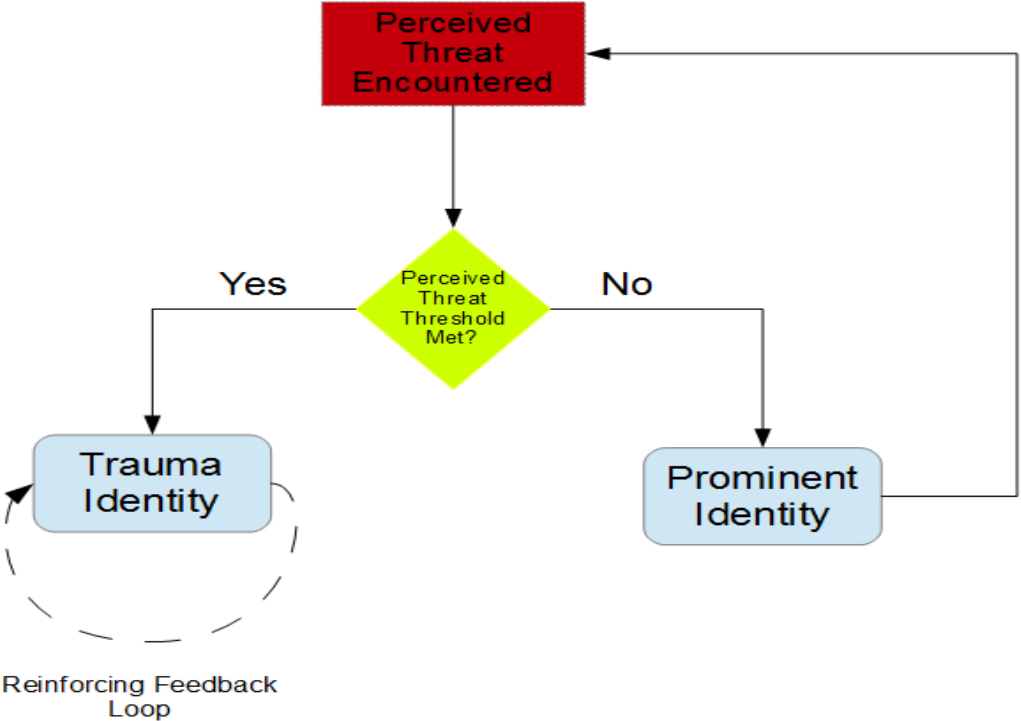 Perceived
Threat
Encountered
Yes
Perceived
Threat
Threshold
Met?
No
Trauma
Identity
Prominent
Identity
Reinforcing Feedback
Loop